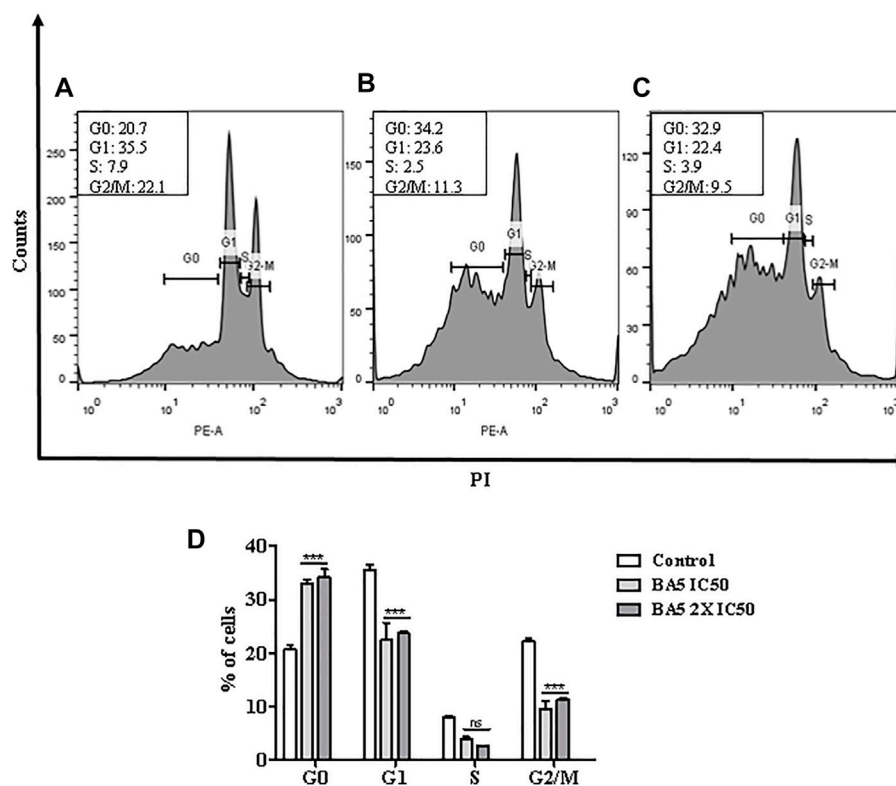 A
G0: 20.7
G1: 35.5
S: 7.9
G2/M: 22.1
250
200
150
100
50
0
G0
G1
S
G2-M
10^0
10^1
10^2
10^3
PE-A
B
G0: 34.2
G1: 23.6
S: 2.5
G2/M: 11.3
150
100
50
0
G0
G1
S
G2-M
10^0
10^1
10^2
10^3
PE-A
C
G0: 32.9
G1: 22.4
S: 3.9
G2/M: 9.5
120
90
60
30
0
G0
G1
S
G2-M
10^0
10^1
10^2
10^3
Counts
PI
D
% of cells
40
30
20
10
0
***
***
ns
***
G0
G1
S
G2/M
Control
BA5 IC50
BA5 2X IC50